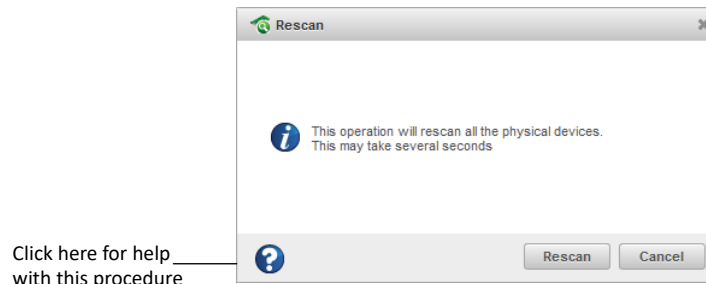 Rescan
This operation will rescan all the physical devices.
This may take several seconds
Click here for help
with this procedure
Rescan Cancel